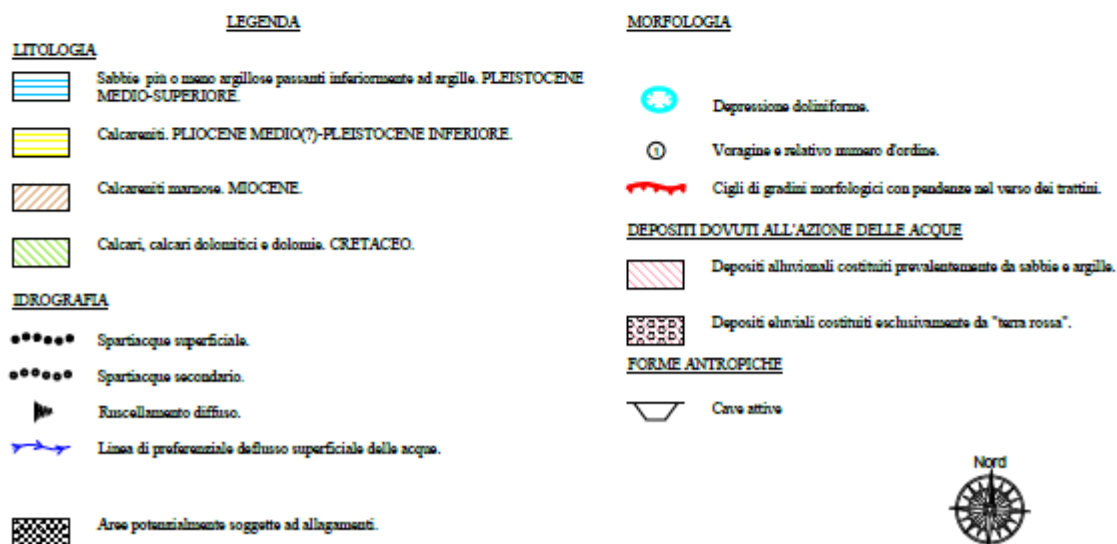 LEGENDA
LITOLOGIA
Sabbie più o meno argillose passanti inferiormente ad argille. PLEISTOCENE
MEDIO-SUPERIORE.
Calcareniti. PLIOCENE MEDIO(?)-PLEISTOCENE INFERIORE.
Calcareniti marnose. MIOCENE.
Calcari, calcari dolomitici e dolomie. CRETACEO.
IDROGRAFIA
Spartiacque superficiale.
Spartiacque secondario.
Ruscellamento diffuso.
Linea di preferenziale deflusso superficiale delle acque.
Aree potenzialmente soggette ad allagamenti.
MORFOLOGIA
Depressione doliniforme.
1
Voragine e relativo numero d'ordine.
Cigli di gradini morfologici con pendenze nel verso dei trattini.
DEPOSITI DOVUTI ALL'AZIONE DELLE ACQUE
Depositi alluvionali costituiti prevalentemente da sabbie e argille.
Depositi eluviali costituiti esclusivamente da "terra rossa".
FORME ANTROPICHE
Cave attive
Nord